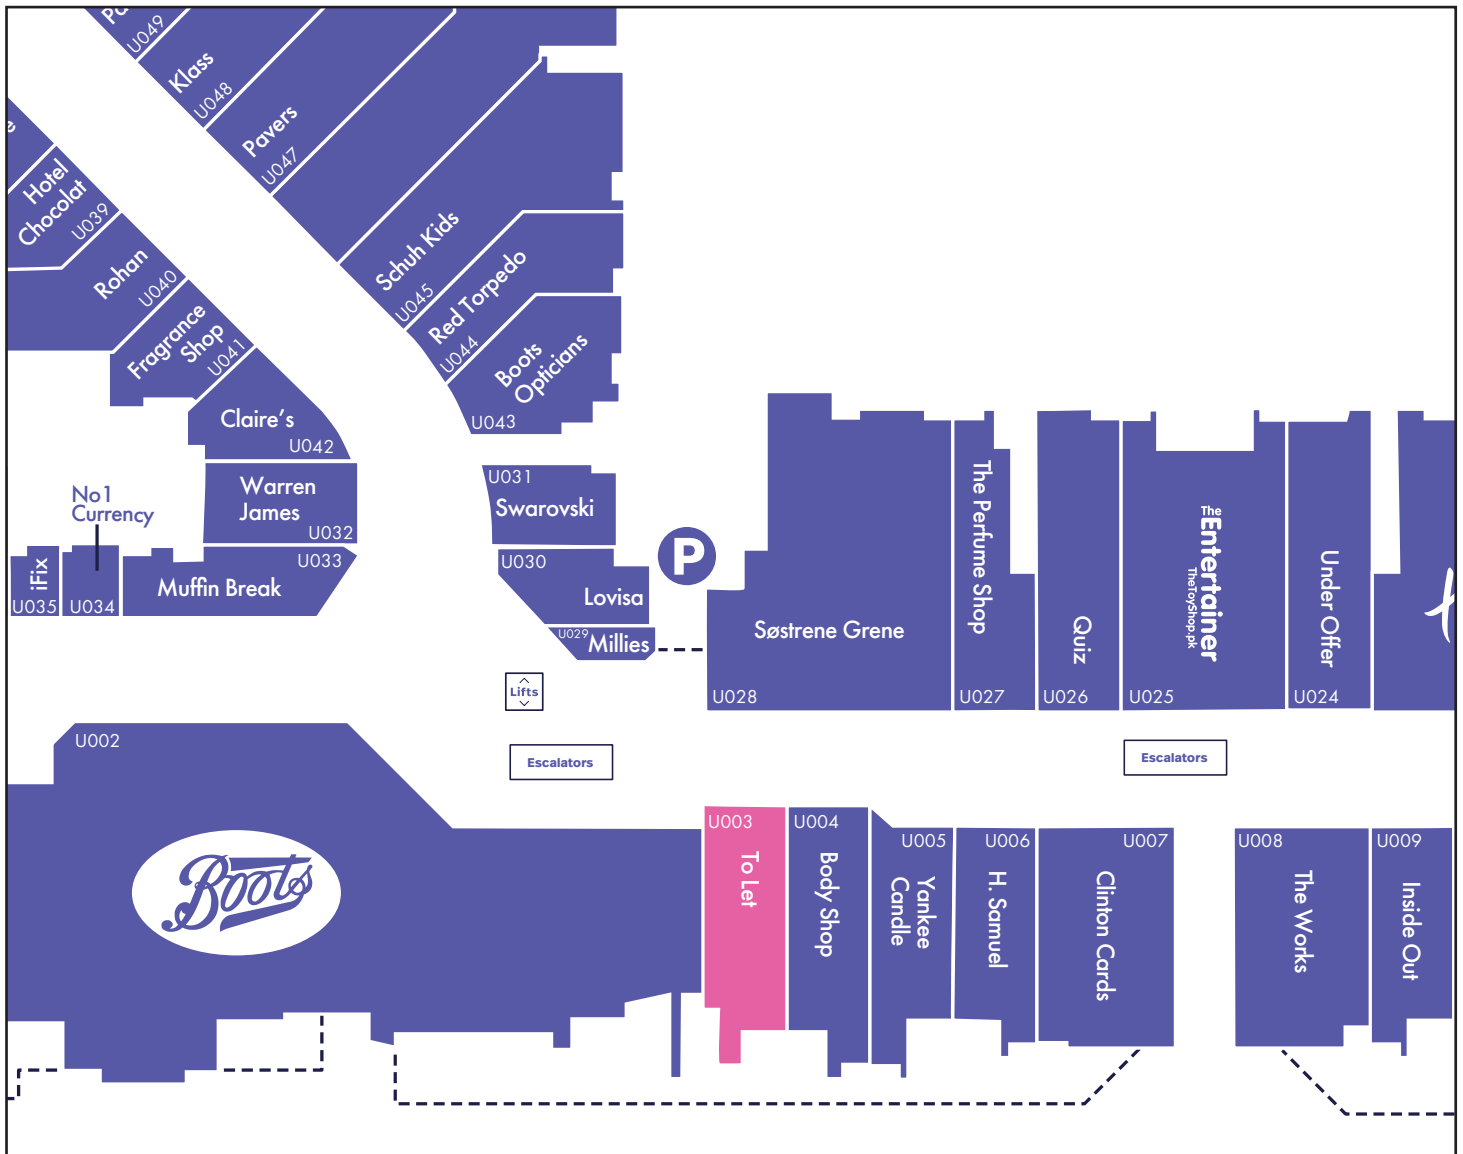 U049
Klass
U048
Pavers
U047
Hotel
Chocolat
U039
Rohan
U040
Fragrance
Shop
U041
Claire's
U042
Schuh Kids
U045
Red Torpedo
U044
Boots
Opticians
U043
Warren
James
U032
No1
Currency
U033
Muffin Break
iFix
U035
U034
U031
Swarovski
U030
Lovisa
U029
Millies
P
Lifts
Escalators
Søstrene Grene
U028
The Perfume Shop
U027
Quiz
U026
The
Entertainer
TheToyShop.pk
U025
Under Offer
U024
Escalators
U002
Boots
U003
To Let
U004
Body Shop
U005
Yankee
Candle
U006
H. Samuel
U007
Clinton Cards
U008
The Works
U009
Inside Out